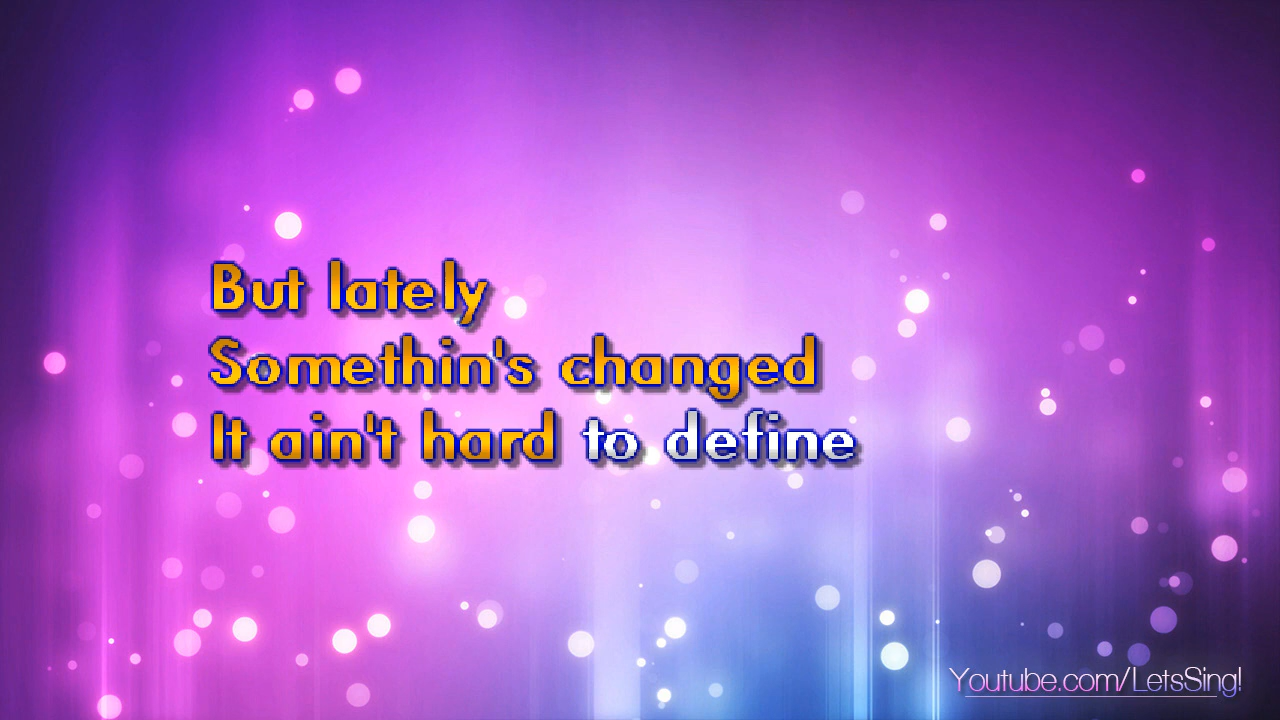 But lately
Somethin's changed
It ain't hard to define
Youtube.com/LetsSing!